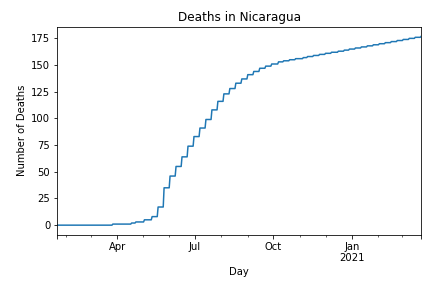 Deaths in Nicaragua
175
150
125
100
75
50
25
0
Number of Deaths
Apr
Jul
Oct
Jan
2021
Day